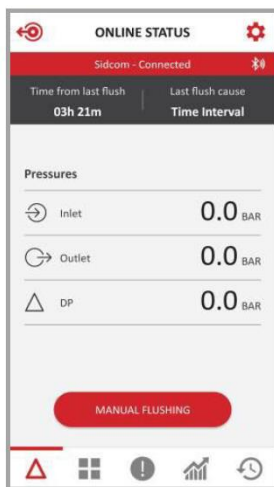 ONLINE STATUS
Sidcom - Connected
Time from last flush
Last flush cause
03h 21m
Time Interval
Pressures
Inlet
0.0 BAR
Outlet
0.0 BAR
DP
0.0 BAR
MANUAL FLUSHING